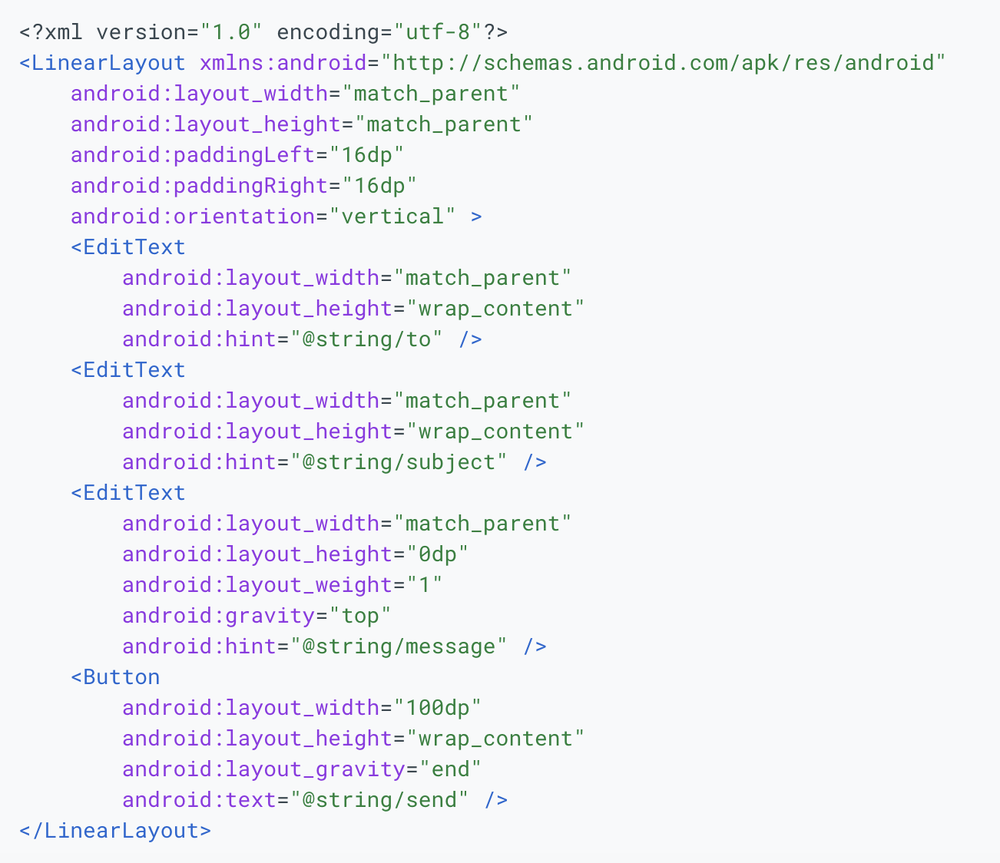 <?xml version="1.0" encoding="utf-8"?>
<LinearLayout xmlns:android="http://schemas.android.com/apk/res/android"
    android:layout_width="match_parent"
    android:layout_height="match_parent"
    android:paddingLeft="16dp"
    android:paddingRight="16dp"
    android:orientation="vertical" >
    <EditText
        android:layout_width="match_parent"
        android:layout_height="wrap_content"
        android:hint="@string/to" />
    <EditText
        android:layout_width="match_parent"
        android:layout_height="wrap_content"
        android:hint="@string/subject" />
    <EditText
        android:layout_width="match_parent"
        android:layout_height="0dp"
        android:layout_weight="1"
        android:gravity="top"
        android:hint="@string/message" />
    <Button
        android:layout_width="100dp"
        android:layout_height="wrap_content"
        android:layout_gravity="end"
        android:text="@string/send" />
</LinearLayout>